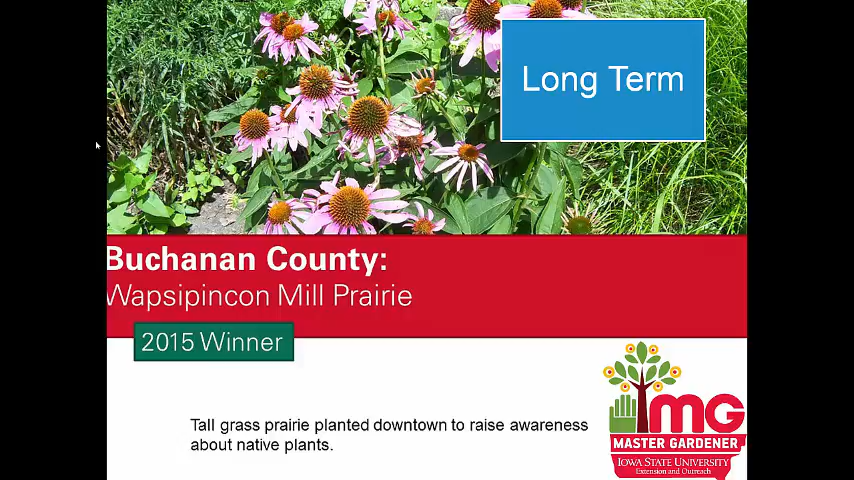 Long Term
Buchanan County:
Wapsipincon Mill Prairie
2015 Winner
Tall grass prairie planted downtown to raise awareness
about native plants.
MG
MASTER GARDENER
IOWA STATE UNIVERSITY
Extension and Outreach